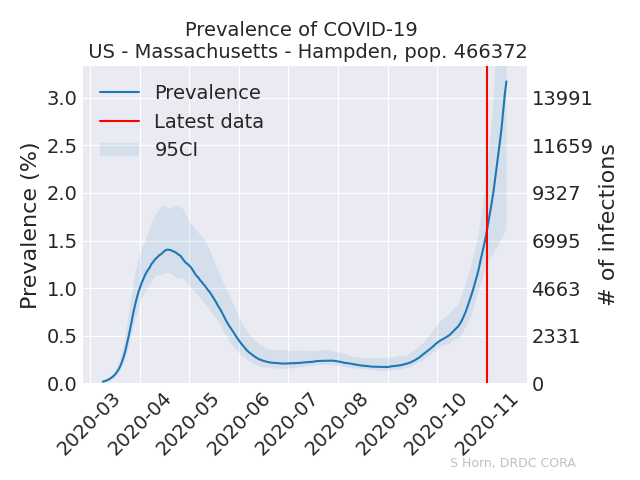 Prevalence of COVID-19
US - Massachusetts - Hampden, pop. 466372
Prevalence
Latest data
95CI
Prevalence (%)
3.0
2.5
2.0
1.5
1.0
0.5
0.0
13991
11659
9327
6995
4663
2331
0
# of infections
2020-03
2020-04
2020-05
2020-06
2020-07
2020-08
2020-09
2020-10
2020-11
S Horn, DRDC CORA